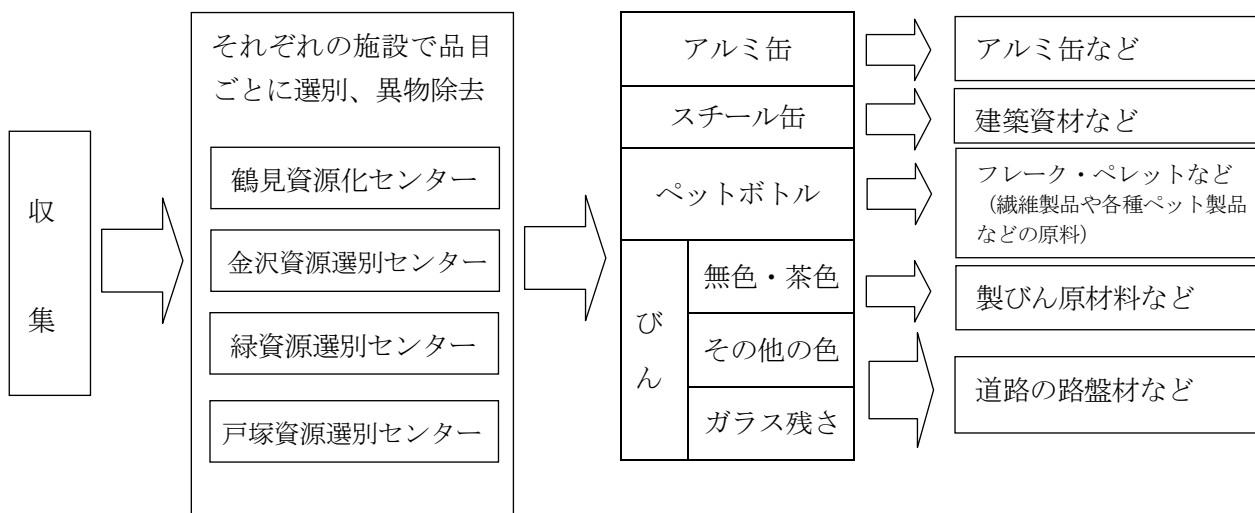 収
集
それぞれの施設で品目
ごとに選別、異物除去
鶴見資源化センター
金沢資源選別センター
緑資源選別センター
戸塚資源選別センター
アルミ缶
スチール缶
ペットボトル
びん
無色・茶色
その他の色
ガラス残さ
アルミ缶など
建築資材など
フレーク・ペレットなど
（繊維製品や各種ペット製品
などの原料）
製びん原材料など
道路の路盤材など